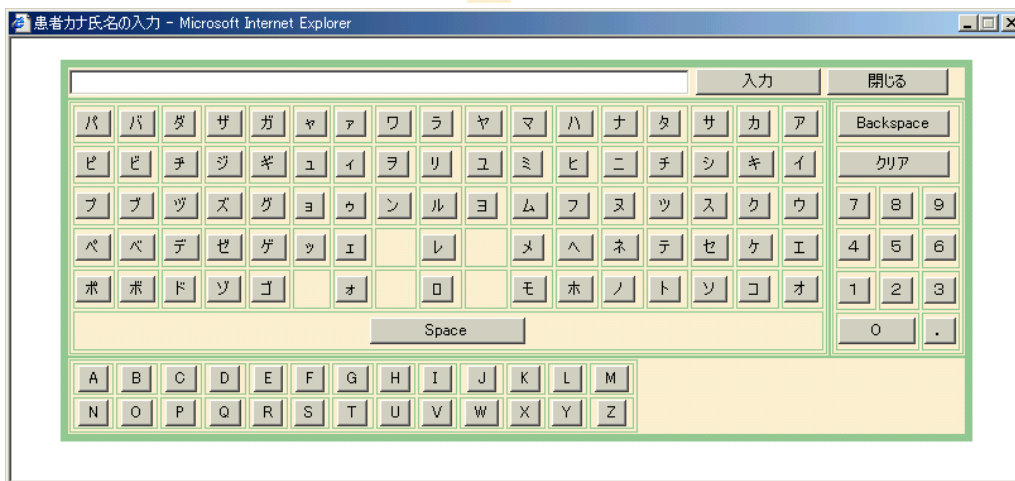 患者カナ氏名の入力 - Microsoft Internet Explorer
入力 閉じる
パ バ ダ ザ ガ ャ ァ ワ ラ ヤ マ ハ ナ タ サ カ ア Backspace
ピ ビ ヂ ジ ギ ュ ィ ヲ リ ユ ミ ヒ ニ チ シ キ イ クリア
プ ブ ヅ ズ グ ョ ゥ ン ル ヨ ム フ ヌ ツ ス ク ウ 7 8 9
ペ ベ デ ゼ ゲ ッ ェ レ メ ヘ ネ テ セ ケ エ 4 5 6
ポ ボ ド ゾ ゴ ォ ロ モ ホ ノ ト ソ コ オ 1 2 3
Space 0 .
A B C D E F G H I J K L M
N O P Q R S T U V W X Y Z